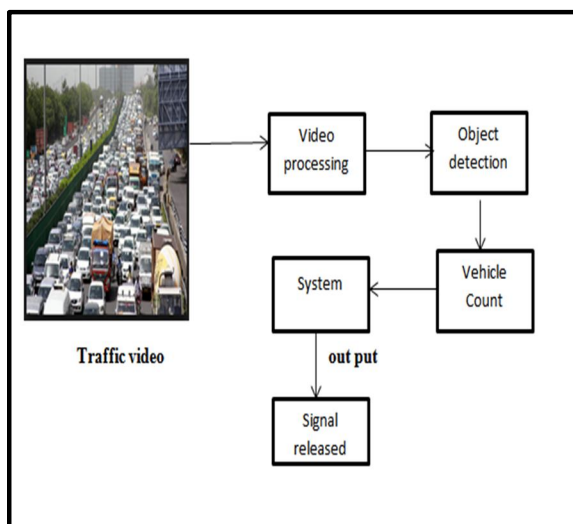 Traffic video
Video
processing
Object
detection
Vehicle
Count
System
out put
Signal
released